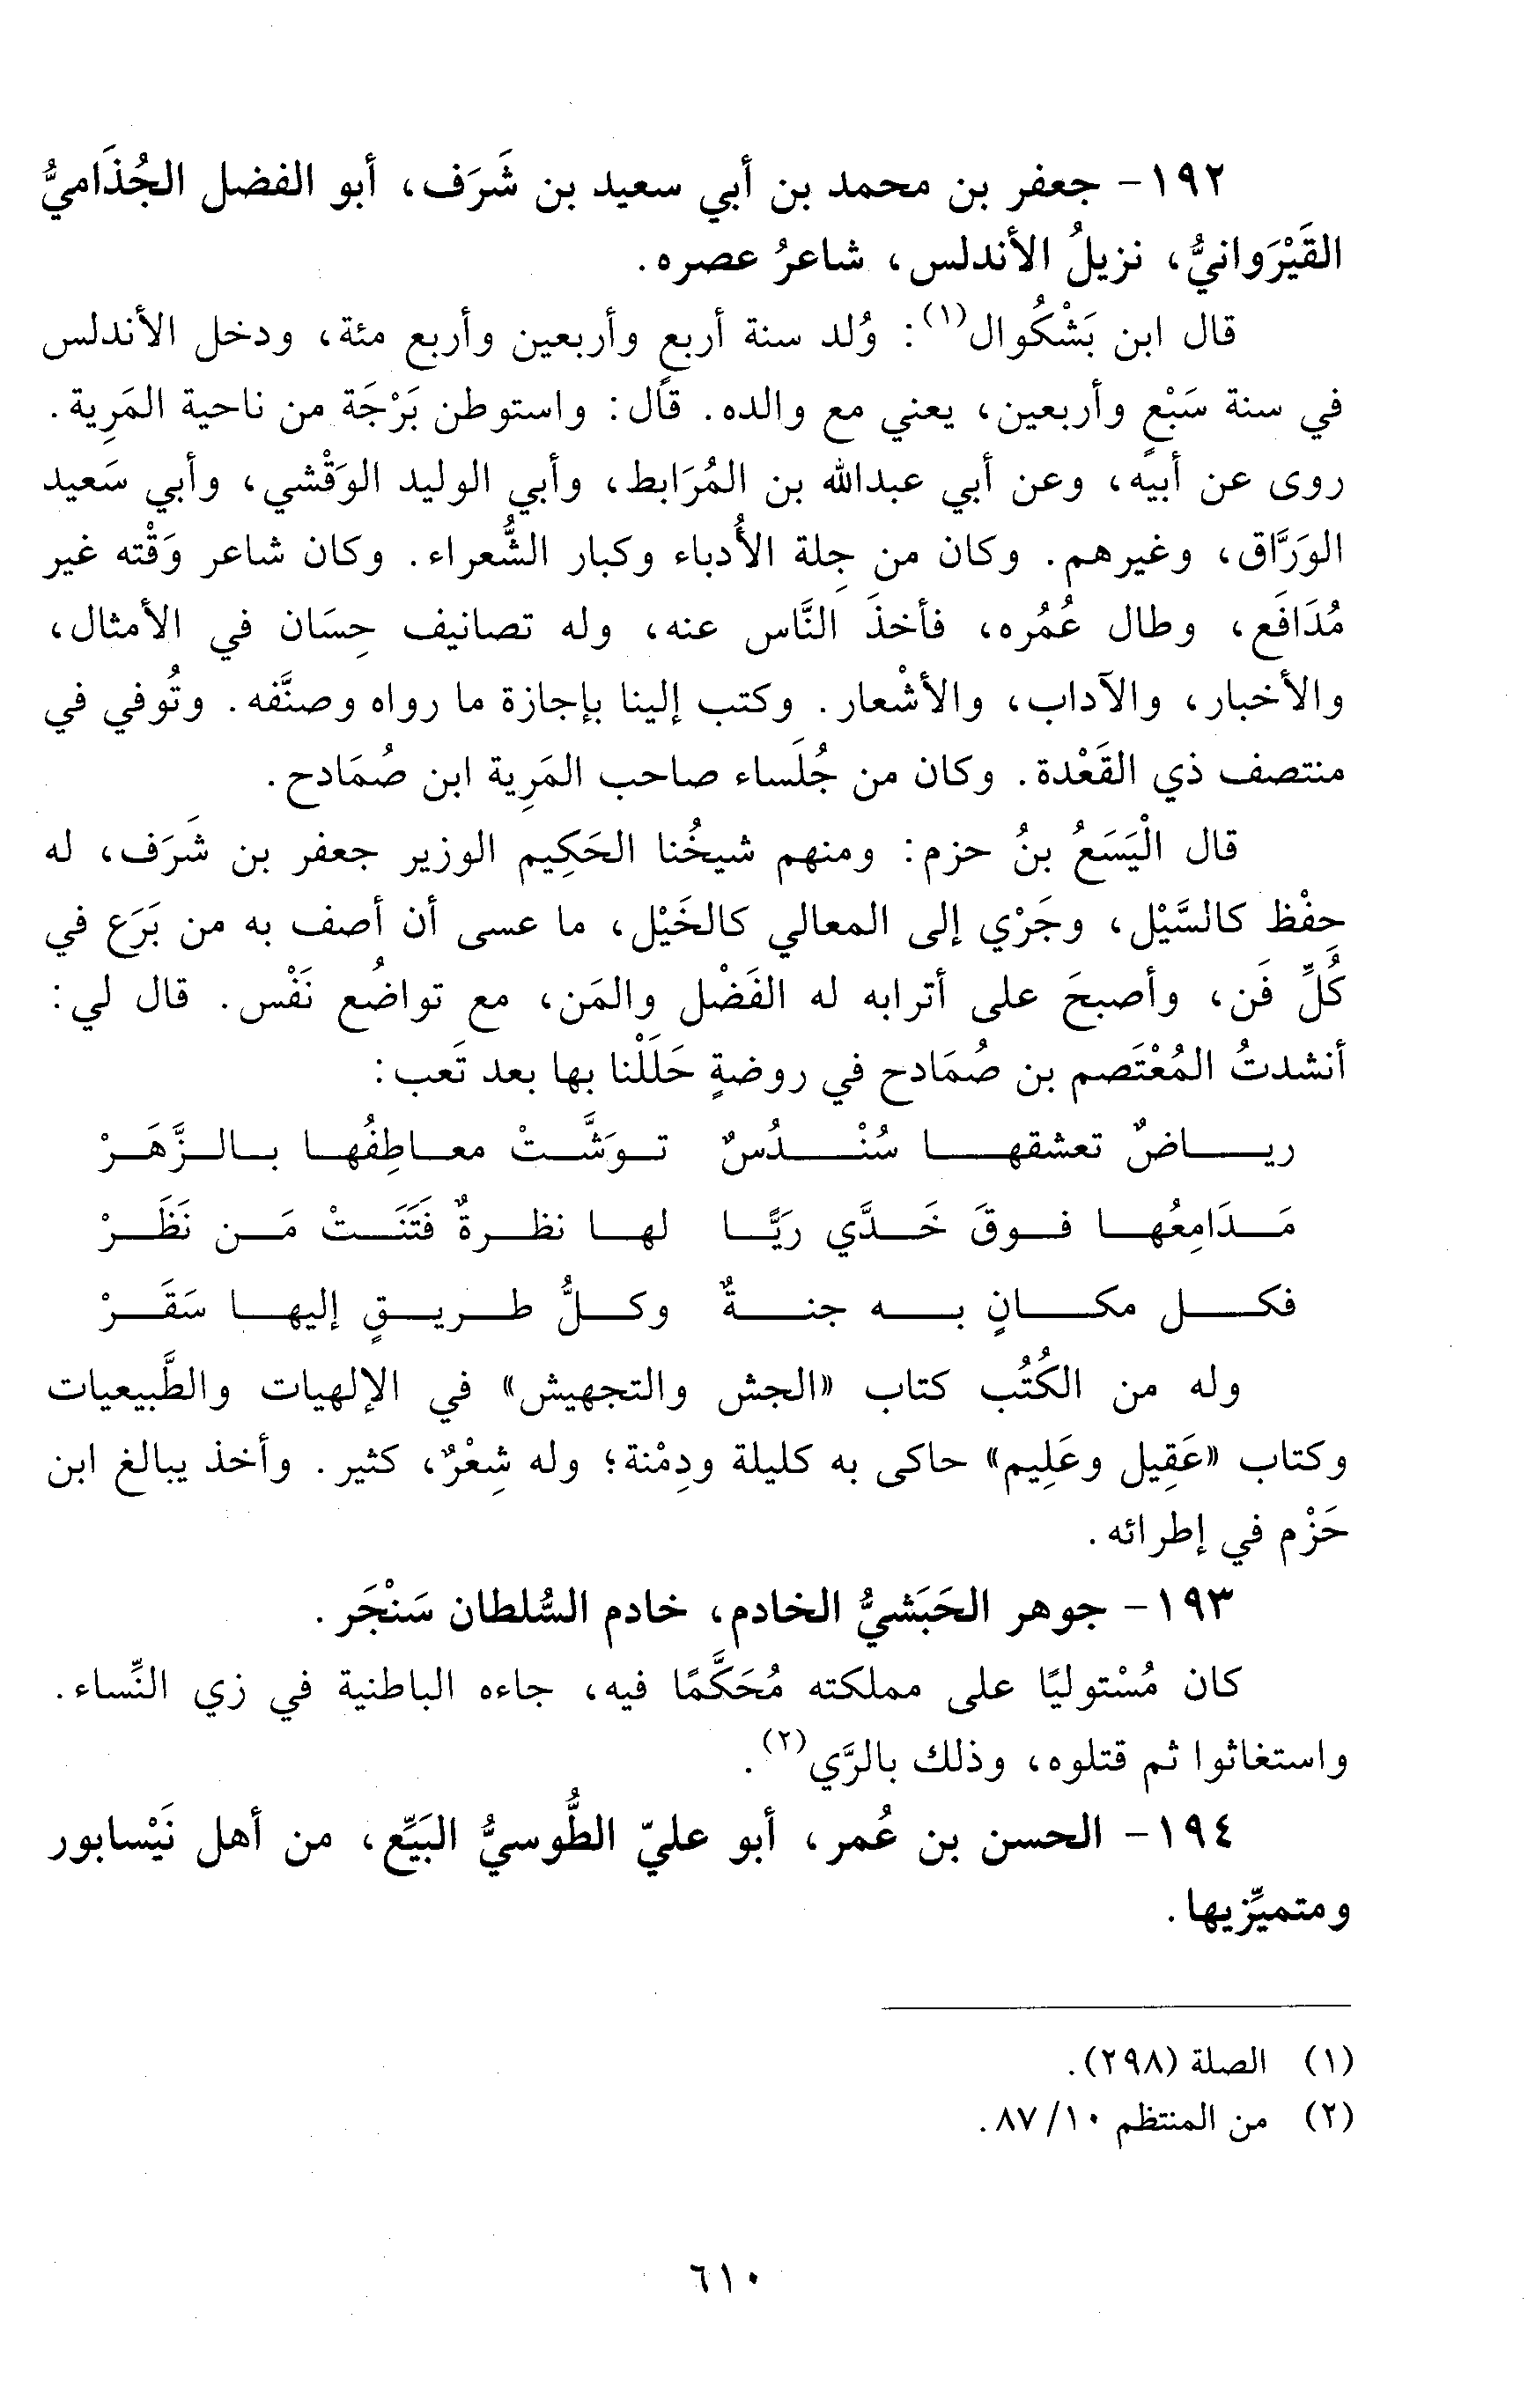 ١٩٢- جعفر بن محمد بن أبي سعيد بن شَرَف، أبو الفضل الجُذَاميُّ
القَيْرَوانيُّ، نزيلُ الأندلس، شاعرُ عصره.
قال ابن بَشْكُوال(١): وُلد سنة أربعٍ وأربعين وأربع مئة، ودخل الأندلس
في سنة سَبْعٍ وأربعين، يعني مع والده. قال: واستوطن بَرْجَة من ناحية المَرِية.
روى عن أبيه، وعن أبي عبدالله بن المُرَابط، وأبي الوليد الوَقْشي، وأبي سَعيد
الوَرَّاق، وغيرهم. وكان من جِلة الأُدباء وكبار الشُّعراء. وكان شاعر وَقْته غير
مُدَافَع، وطال عُمُره، فأخذَ النَّاس عنه، وله تصانيف حِسَان في الأمثال،
والأخبار، والآداب، والأشْعار. وكتب إلينا بإجازة ما رواه وصنَّفه. وتُوفي في
منتصف ذي القَعْدة. وكان من جُلَساء صاحب المَرِية ابن صُمَادح.
قال الْيَسَعُ بنُ حزم: ومنهم شيخُنا الحَكِيم الوزير جعفر بن شَرَف، له
حِفْظ كالسَّيْل، وجَرْي إلى المعالي كالخَيْل، ما عسى أن أصف به من بَرَع في
كُلِّ فَن، وأصبحَ على أترابه له الفَضْل والمَن، مع تواضُع نَفْس. قال لي:
أنشدتُ المُعْتَصم بن صُمَادح في روضةٍ حَلَلْنا بها بعد تَعب:
رياضٌ تعشقها سُنْدُسٌ توَشَّتْ معاطِفُها بالزَّهَرْ
مَدَامِعُها فوقَ خَدَّي رَيًّا لها نظرةٌ فَتَنَتْ مَن نَظَرْ
فكل مكانٍ به جنةٌ وكلُّ طريقٍ إليها سَقَرْ
وله من الكُتُب كتاب «الجش والتجهيش» في الإلهيات والطَّبيعيات
وكتاب «عَقِيل وعَلِيم» حاكى به كليلة ودِمْنة؛ وله شِعْرٌ، كثير. وأخذ يبالغ ابن
حَزْم في إطرائه.
١٩٣- جوهر الحَبَشيُّ الخادم، خادم السُّلطان سَنْجَر.
كان مُسْتوليًا على مملكته مُحَكَّمًا فيه، جاءه الباطنية في زي النِّساء.
واستغاثوا ثم قتلوه، وذلك بالرَّي(٢).
١٩٤- الحسن بن عُمر، أبو عليّ الطُّوسيُّ البَيِّع، من أهل نَيْسابور
ومتميِّزيها.
(١) الصلة (٢٩٨).
(٢) من المنتظم ١٠/ ٨٧.
٦١٠